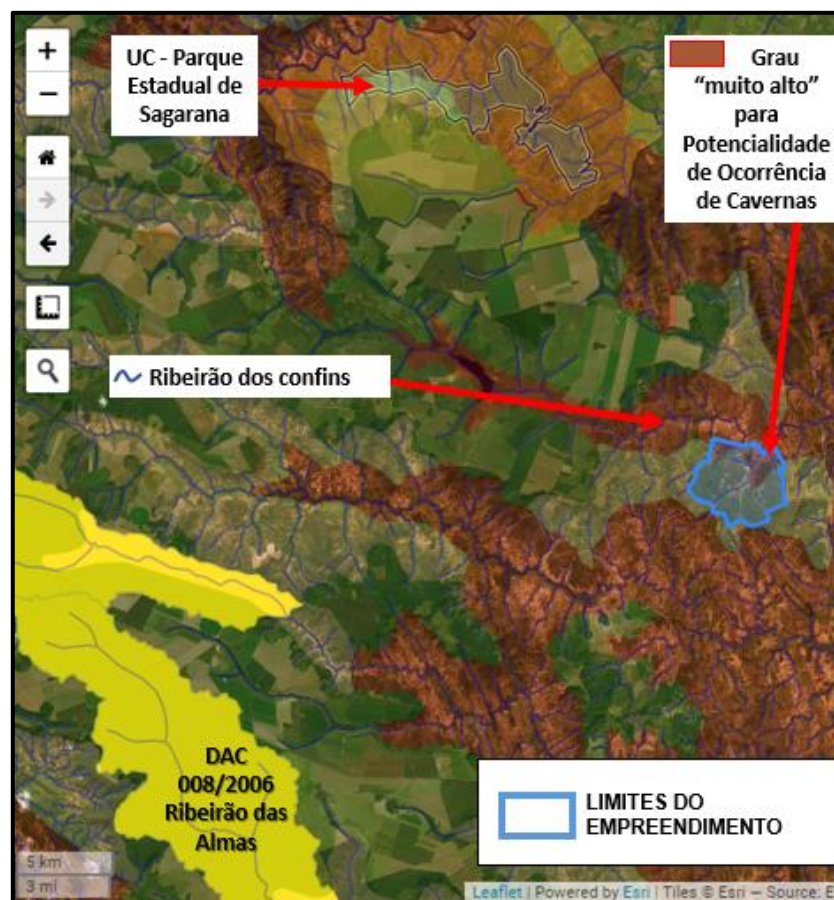 +
−
UC - Parque
Estadual de
Sagarana
Grau
“muito alto”
para
Potencialidade
de Ocorrência
de Cavernas
Ribeirão dos confins
DAC
008/2006
Ribeirão das
Almas
LIMITES DO
EMPREENDIMENTO
5 km
3 mi
Leaflet | Powered by Esri | Tiles © Esri — Source: E